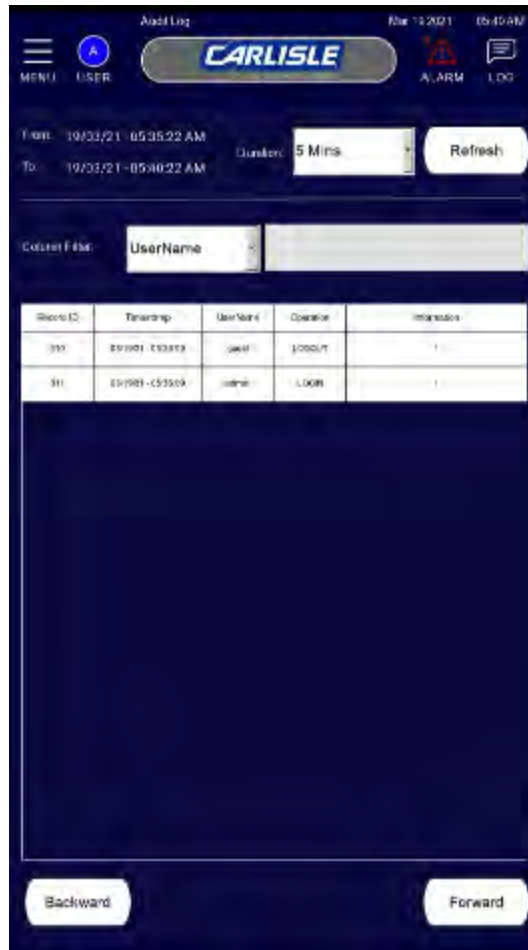 Audit Log Mar 19 2021 05:40 AM
CARLISLE
MENU USER ALARM LOG
From: 19/03/21 - 05:35:22 AM
Duration: 5 Mins Refresh
To: 19/03/21 - 05:40:22 AM
Column Filter: UserName
Record ID Timestamp UserName Operation Information
guest LOGOUT
admin LOGIN
Backward Forward